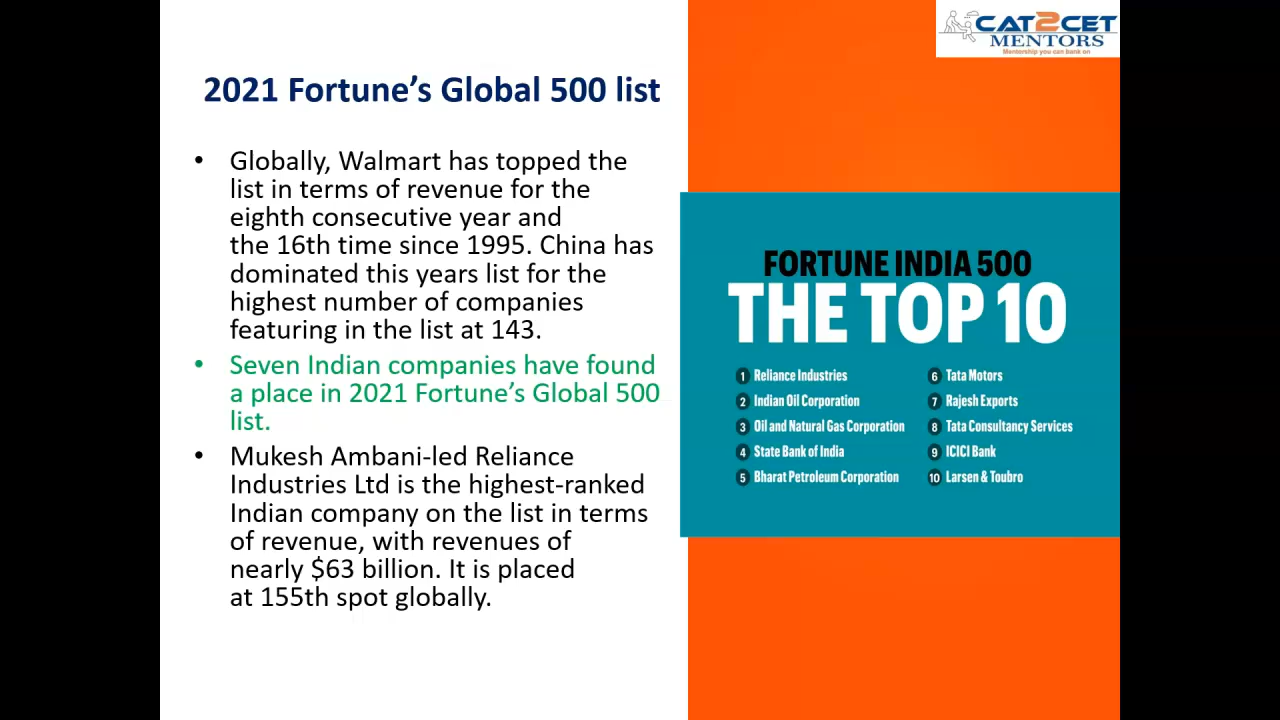 CAT2CET
MENTORS
Mentorship you can bank on
2021 Fortune’s Global 500 list
• Globally, Walmart has topped the
list in terms of revenue for the
eighth consecutive year and
the 16th time since 1995. China has
dominated this years list for the
highest number of companies
featuring in the list at 143.
• Seven Indian companies have found
a place in 2021 Fortune’s Global 500
list.
• Mukesh Ambani-led Reliance
Industries Ltd is the highest-ranked
Indian company on the list in terms
of revenue, with revenues of
nearly $63 billion. It is placed
at 155th spot globally.
FORTUNE INDIA 500
THE TOP 10
1 Reliance Industries
2 Indian Oil Corporation
3 Oil and Natural Gas Corporation
4 State Bank of India
5 Bharat Petroleum Corporation
6 Tata Motors
7 Rajesh Exports
8 Tata Consultancy Services
9 ICICI Bank
10 Larsen & Toubro